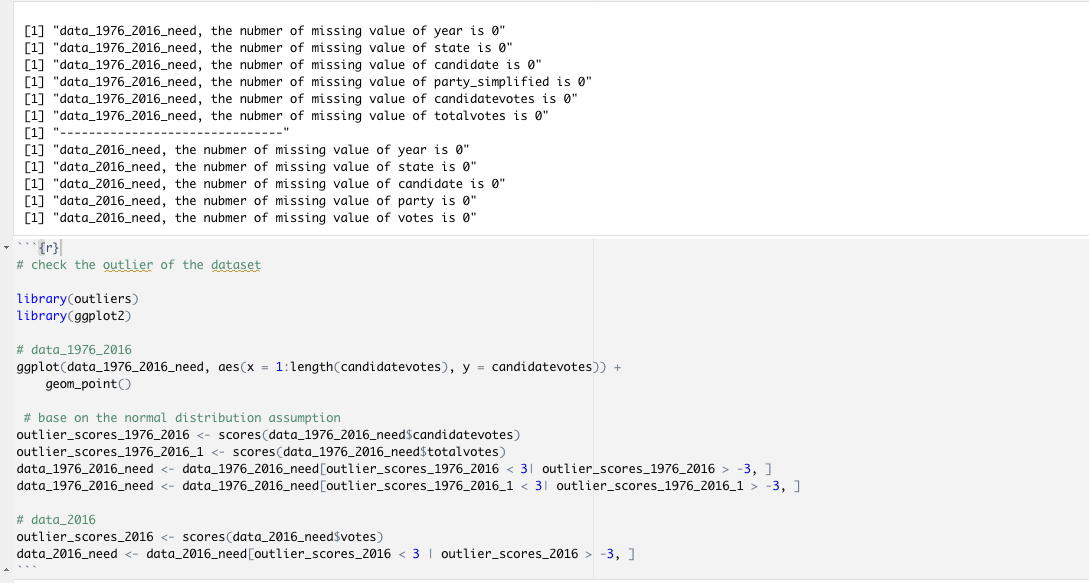 [1] "data_1976_2016_need, the nubmer of missing value of year is 0"
[1] "data_1976_2016_need, the nubmer of missing value of state is 0"
[1] "data_1976_2016_need, the nubmer of missing value of candidate is 0"
[1] "data_1976_2016_need, the nubmer of missing value of party_simplified is 0"
[1] "data_1976_2016_need, the nubmer of missing value of candidatevotes is 0"
[1] "data_1976_2016_need, the nubmer of missing value of totalvotes is 0"
[1] "-------------------------------"
[1] "data_2016_need, the nubmer of missing value of year is 0"
[1] "data_2016_need, the nubmer of missing value of state is 0"
[1] "data_2016_need, the nubmer of missing value of candidate is 0"
[1] "data_2016_need, the nubmer of missing value of party is 0"
[1] "data_2016_need, the nubmer of missing value of votes is 0"
```{r}
# check the outlier of the dataset
library(outliers)
library(ggplot2)
# data_1976_2016
ggplot(data_1976_2016_need, aes(x = 1:length(candidatevotes), y = candidatevotes)) +
    geom_point()
 # base on the normal distribution assumption
outlier_scores_1976_2016 <- scores(data_1976_2016_need$candidatevotes)
outlier_scores_1976_2016_1 <- scores(data_1976_2016_need$totalvotes)
data_1976_2016_need <- data_1976_2016_need[outlier_scores_1976_2016 < 3| outlier_scores_1976_2016 > -3, ]
data_1976_2016_need <- data_1976_2016_need[outlier_scores_1976_2016_1 < 3| outlier_scores_1976_2016_1 > -3, ]
# data_2016
outlier_scores_2016 <- scores(data_2016_need$votes)
data_2016_need <- data_2016_need[outlier_scores_2016 < 3 | outlier_scores_2016 > -3, ]
```